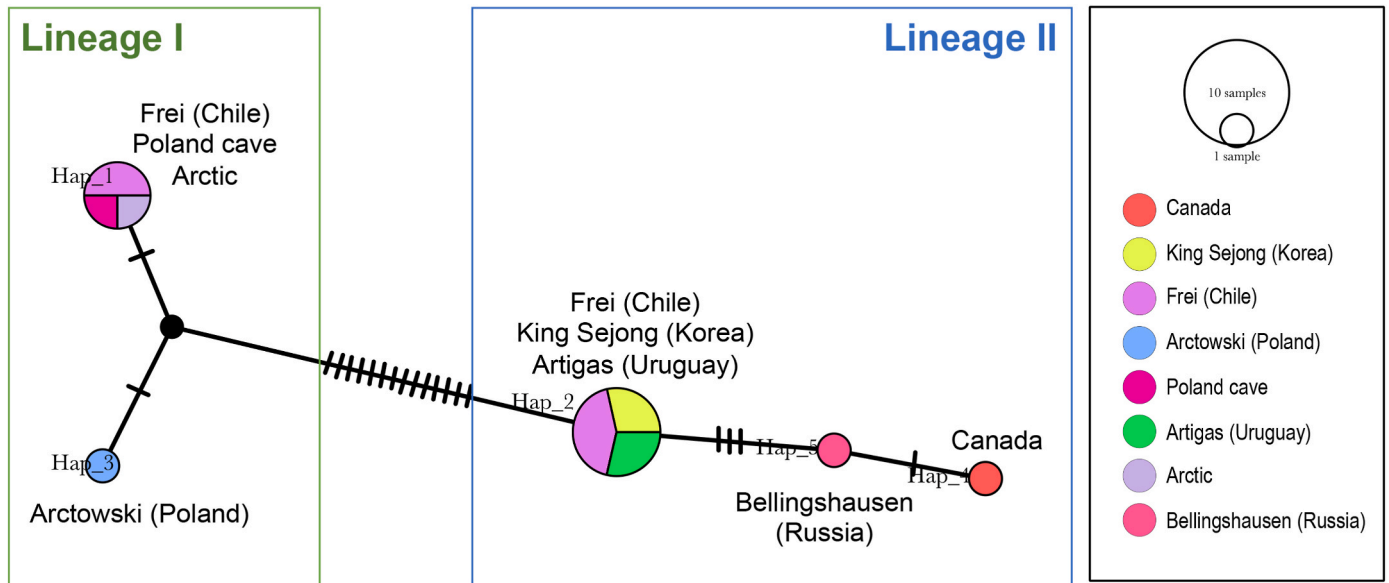 Lineage I
Lineage II
Frei (Chile)
Poland cave
Arctic
Hap_1
Hap_3
Arctowski (Poland)
Frei (Chile)
King Sejong (Korea)
Artigas (Uruguay)
Hap_2
Hap_5
Bellingshausen
(Russia)
Canada
Hap_4
10 samples
1 sample
Canada
King Sejong (Korea)
Frei (Chile)
Arctowski (Poland)
Poland cave
Artigas (Uruguay)
Arctic
Bellingshausen (Russia)